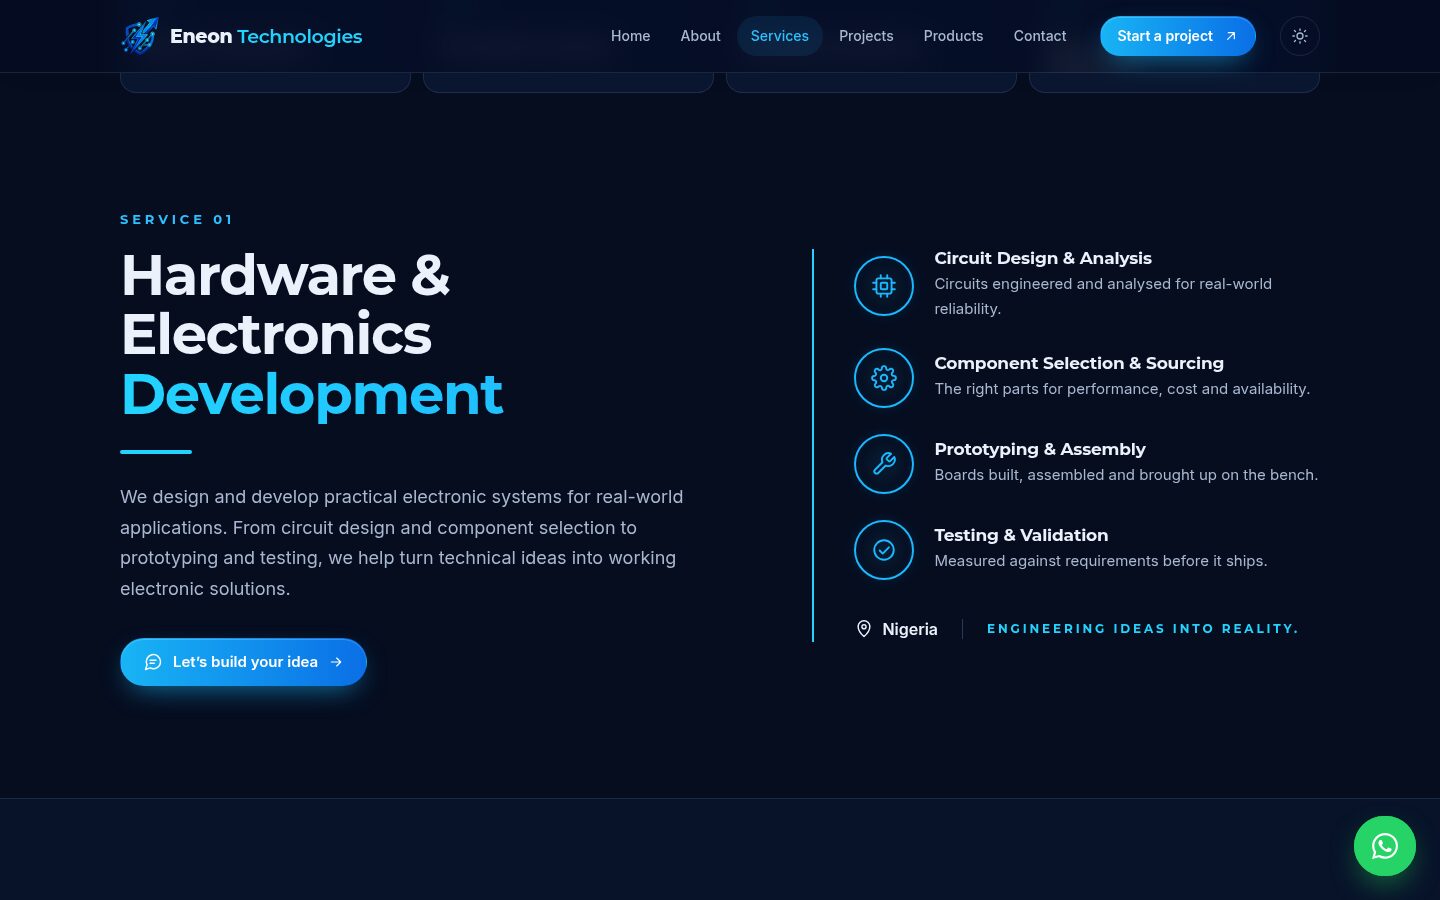 Eneon Technologies
Home About Services Projects Products Contact Start a project
SERVICE 01
Hardware &
Electronics
Development
We design and develop practical electronic systems for real-world
applications. From circuit design and component selection to
prototyping and testing, we help turn technical ideas into working
electronic solutions.
Let’s build your idea
Circuit Design & Analysis
Circuits engineered and analysed for real-world
reliability.
Component Selection & Sourcing
The right parts for performance, cost and availability.
Prototyping & Assembly
Boards built, assembled and brought up on the bench.
Testing & Validation
Measured against requirements before it ships.
Nigeria
ENGINEERING IDEAS INTO REALITY.